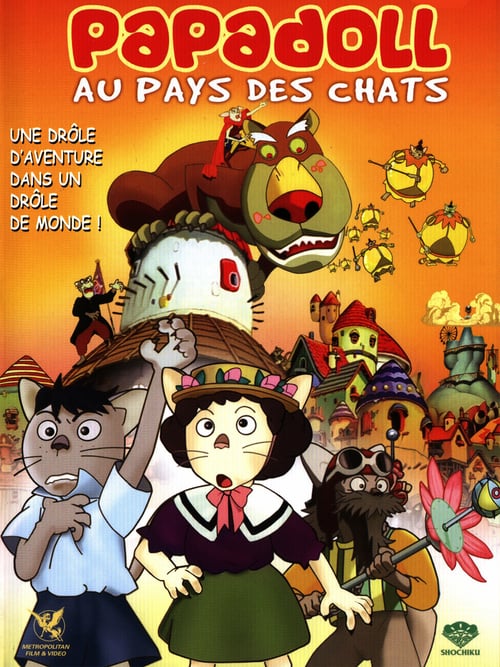 PAPADOLL
AU PAYS DES CHATS
UNE DRÔLE
D'AVENTURE
DANS UN
DRÔLE
DE MONDE !
METROPOLITAN
FILM & VIDEO
SHOCHIKU